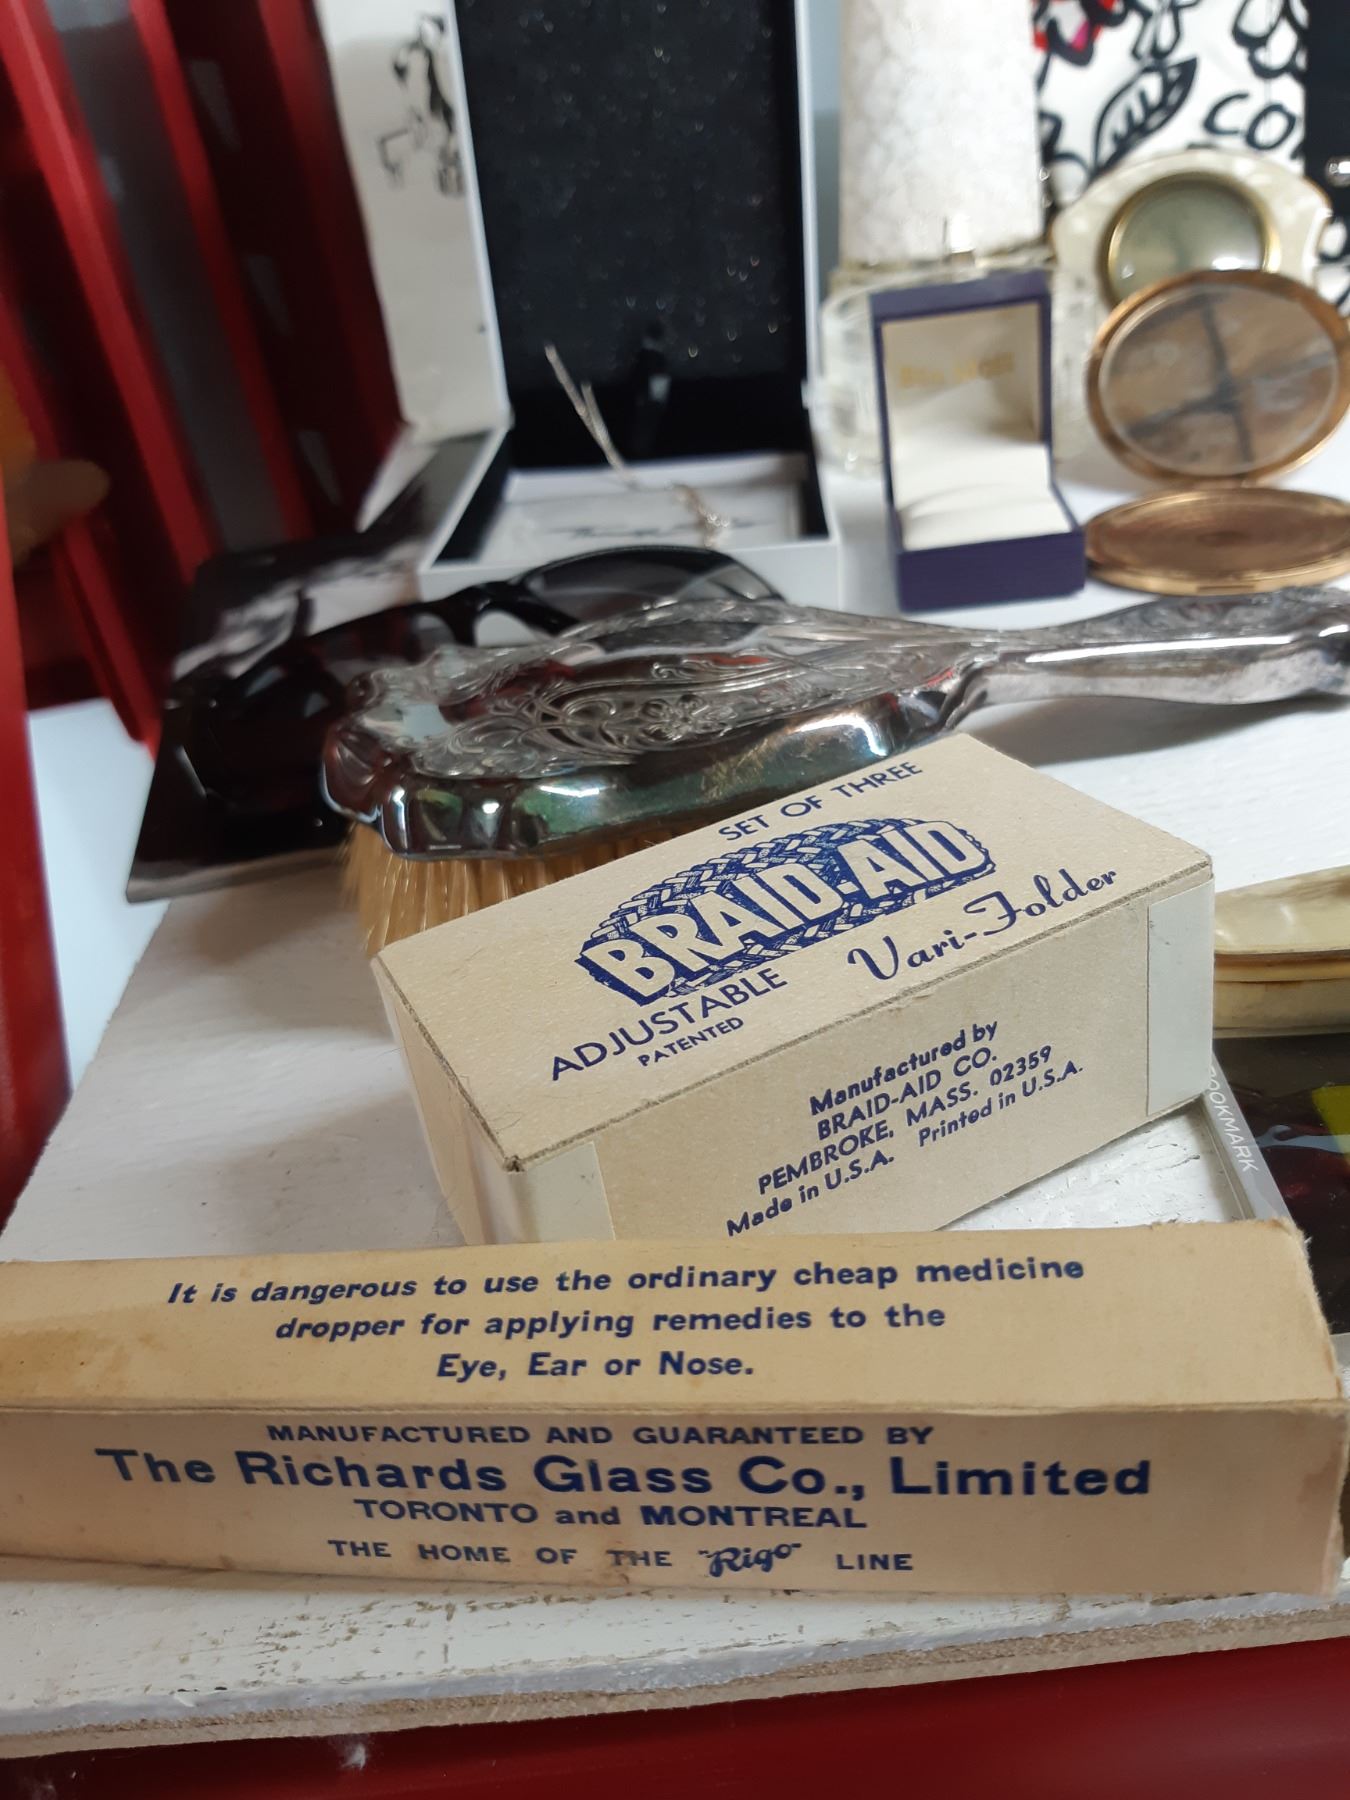 CO
SET OF THREE
BRAID-AID
ADJUSTABLE Vari-Folder
PATENTED
Manufactured by
BRAID-AID CO.
PEMBROKE, MASS. 02359
Made in U.S.A. Printed in U.S.A.
BOOKMARK
It is dangerous to use the ordinary cheap medicine
dropper for applying remedies to the
Eye, Ear or Nose.
MANUFACTURED AND GUARANTEED BY
The Richards Glass Co., Limited
TORONTO and MONTREAL
THE HOME OF THE "Rigo" LINE